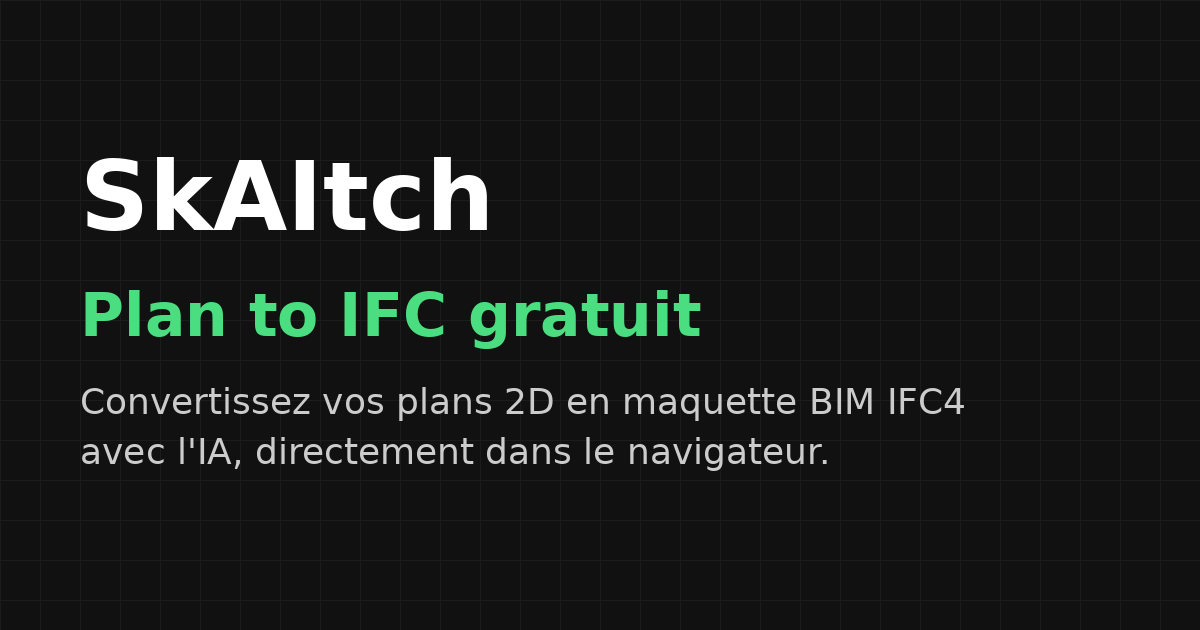 SkAItch
Plan to IFC gratuit
Convertissez vos plans 2D en maquette BIM IFC4
avec l'IA, directement dans le navigateur.